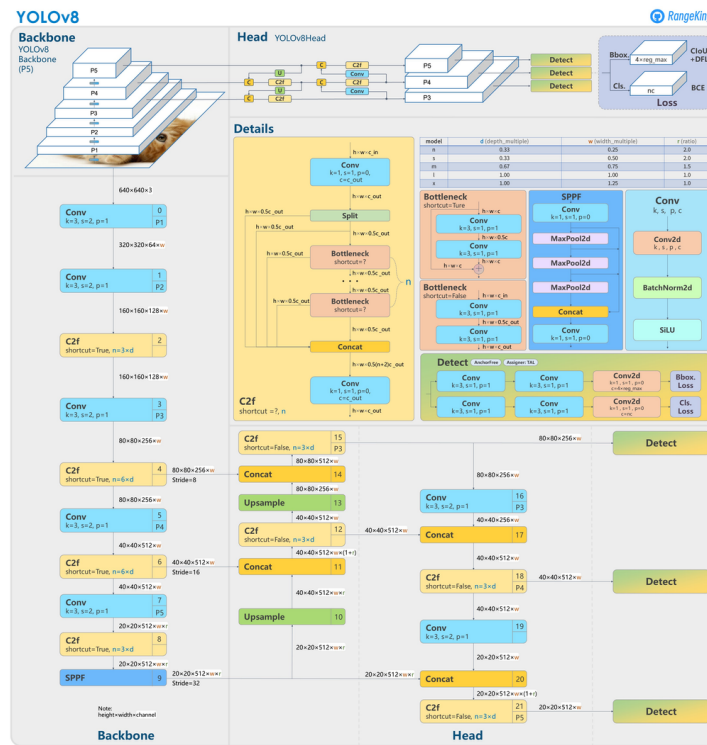 YOLOv8
RangeKing
Backbone
YOLOv8
Backbone
(P5)
P5
P4
P3
P2
P1
Head YOLOv8Head
C
C2f
U
Conv
C
C2f
C
C2f
U
Conv
C
C2f
P5
P4
P3
Detect
Detect
Detect
Bbox.
4×reg_max
CIoU
+DFL
Cls.
nc
BCE
Loss
640×640×3
Conv
k=3, s=2, p=1
0
P1
320×320×64×w
Conv
k=3, s=2, p=1
1
P2
160×160×128×w
C2f
shortcut=True, n=3×d
2
160×160×128×w
Conv
k=3, s=2, p=1
3
P3
80×80×256×w
C2f
shortcut=True, n=6×d
4
80×80×256×w
Stride=8
80×80×256×w
Conv
k=3, s=2, p=1
5
P4
40×40×512×w
C2f
shortcut=True, n=6×d
6
40×40×512×w
Stride=16
40×40×512×w
Conv
k=3, s=2, p=1
7
P5
20×20×512×w×r
C2f
shortcut=True, n=3×d
8
20×20×512×w×r
SPPF
9
20×20×512×w×r
Stride=32
Note:
height×width×channel
Backbone
Details
h×w×c_in
Conv
k=1, s=1, p=0,
c=c_out
h×w×c_out
Split
h×w×0.5c_out
h×w×0.5c_out
h×w×0.5c_out
Bottleneck
shortcut=?
h×w×0.5c_out
• • •
n
h×w×0.5c_out
h×w×0.5c_out
Bottleneck
shortcut=?
h×w×0.5c_out
Concat
h×w×0.5(n+2)c_out
Conv
k=1, s=1, p=0,
c=c_out
h×w×c_out
C2f
shortcut =?, n
model d (depth_multiple) w (width_multiple) r (ratio)
n 0.33 0.25 2.0
s 0.33 0.50 2.0
m 0.67 0.75 1.5
l 1.00 1.00 1.0
x 1.00 1.25 1.0
Bottleneck
shortcut=Ture
h×w×c
Conv
k=3, s=1, p=1
h×w×0.5c
Conv
k=3, s=1, p=1
h×w×c
h×w×c
Bottleneck
shortcut=False
h×w×c_in
Conv
k=3, s=1, p=1
h×w×0.5c_out
Conv
k=3, s=1, p=1
h×w×c_out
SPPF
Conv
k=1, s=1, p=0
MaxPool2d
MaxPool2d
MaxPool2d
Concat
Conv
k=1, s=1, p=0
Conv
k, s, p, c
Conv2d
k, s, p, c
BatchNorm2d
SiLU
Detect AnchorFree Assigner: TAL
Conv
k=3, s=1, p=1
Conv
k=3, s=1, p=1
Conv2d
k=1, s=1, p=0
c=4×reg_max
Bbox.
Loss
Conv
k=3, s=1, p=1
Conv
k=3, s=1, p=1
Conv2d
k=1, s=1, p=0
c=nc
Cls.
Loss
C2f
shortcut=False, n=3×d
15
P3
80×80×256×w
Detect
80×80×512×w
Concat
14
80×80×256×w
Upsample
13
40×40×512×w
C2f
shortcut=False, n=3×d
12
40×40×512×w
40×40×512×w×(1+r)
Concat
11
40×40×512×w×r
Upsample
10
20×20×512×w×r
80×80×256×w
Conv
k=3, s=2, p=1
16
P3
40×40×256×w
Concat
17
40×40×512×w
C2f
shortcut=False, n=3×d
18
P4
40×40×512×w
Detect
40×40×512×w
Conv
k=3, s=2, p=1
19
20×20×512×w
20×20×512×w×r
Concat
20
20×20×512×w×(1+r)
C2f
shortcut=False, n=3×d
21
P5
20×20×512×w
Detect
Head